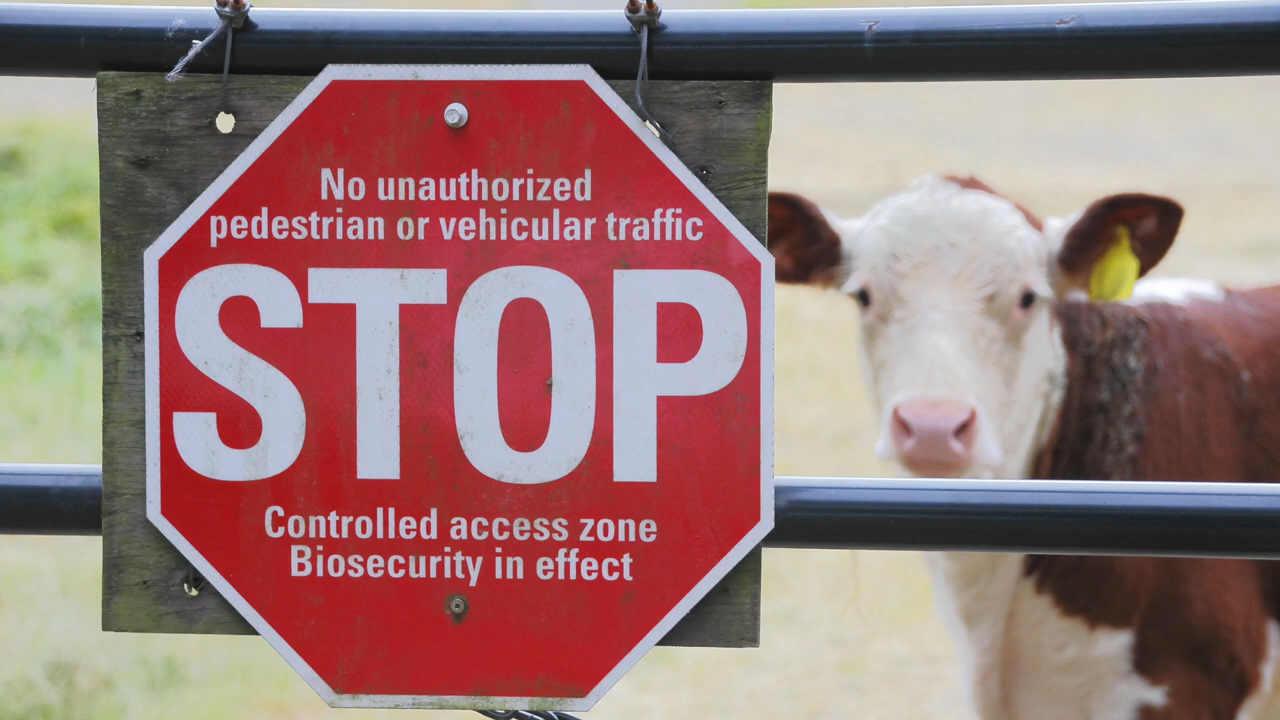 No unauthorized
pedestrian or vehicular traffic
STOP
Controlled access zone
Biosecurity in effect